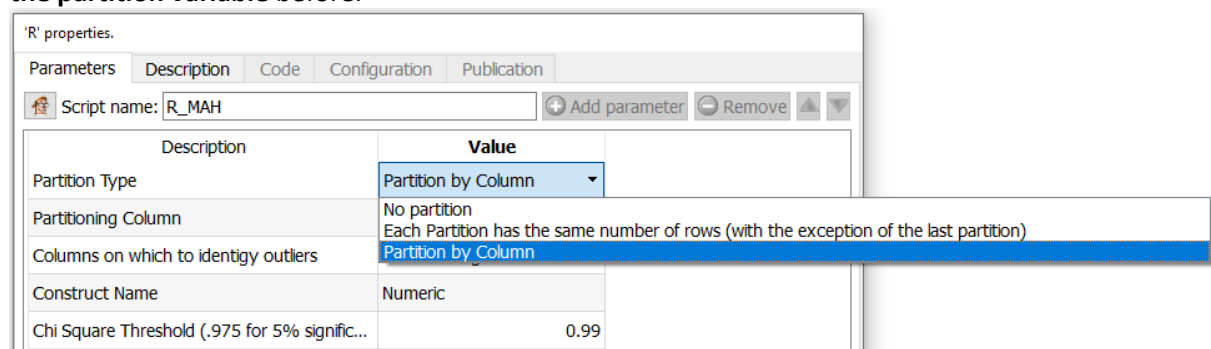 the partition variable before.
'R' properties.
Parameters Description Code Configuration Publication
Script name: R_MAH Add parameter Remove
Description Value
Partition Type Partition by Column
Partitioning Column
No partition
Each Partition has the same number of rows (with the exception of the last partition)
Partition by Column
Columns on which to identigy outliers
Construct Name Numeric
Chi Square Threshold (.975 for 5% signific... 0.99